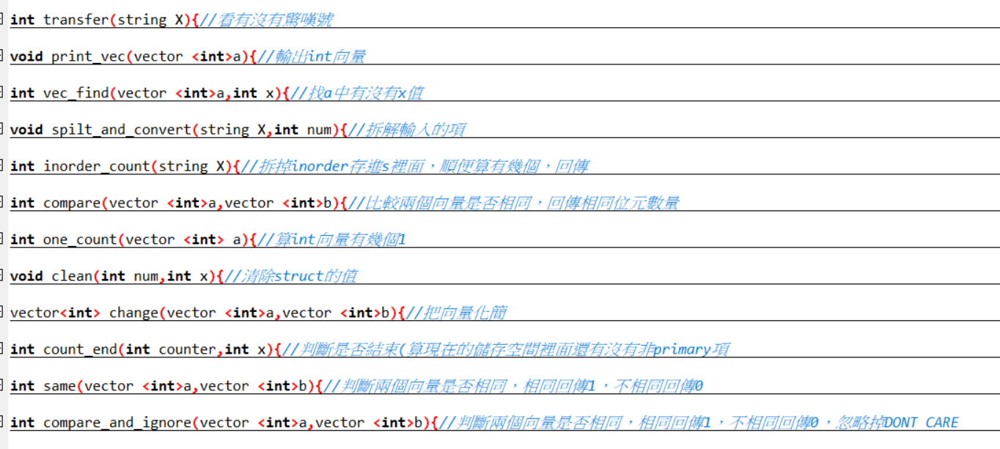 int transfer(string X){//看有沒有驚嘆號
void print_vec(vector <int>a){//輸出int向量
int vec_find(vector <int>a,int x){//找a中有沒有x值
void spilt_and_convert(string X,int num){//拆解輸入的項
int inorder_count(string X){//拆掉inorder存進s裡面，順便算有幾個，回傳
int compare(vector <int>a,vector <int>b){//比較兩個向量是否相同，回傳相同位元數量
int one_count(vector <int> a){//算int向量有幾個1
void clean(int num,int x){//清除struct的值
vector<int> change(vector <int>a,vector <int>b){//把向量化簡
int count_end(int counter,int x){//判斷是否結束(算現在的儲存空間裡面還有沒有非primary項
int same(vector <int>a,vector <int>b){//判斷兩個向量是否相同，相同回傳1，不相同回傳0
int compare_and_ignore(vector <int>a,vector <int>b){//判斷兩個向量是否相同，相同回傳1，不相同回傳0，忽略掉DONT CARE